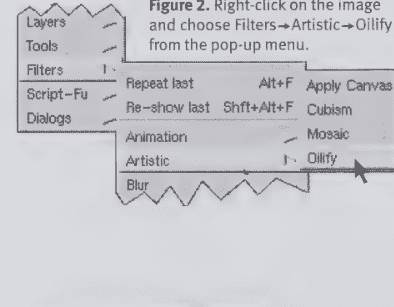 Figure 2. Right-click on the image
and choose Filters→Artistic→Oilify
from the pop-up menu.
Layers
Tools
Filters
Script-Fu
Dialogs
Repeat last Alt+F
Re-show last Shft+Alt+F
Animation
Artistic
Blur
Apply Canvas
Cubism
Mosaic
Oilify